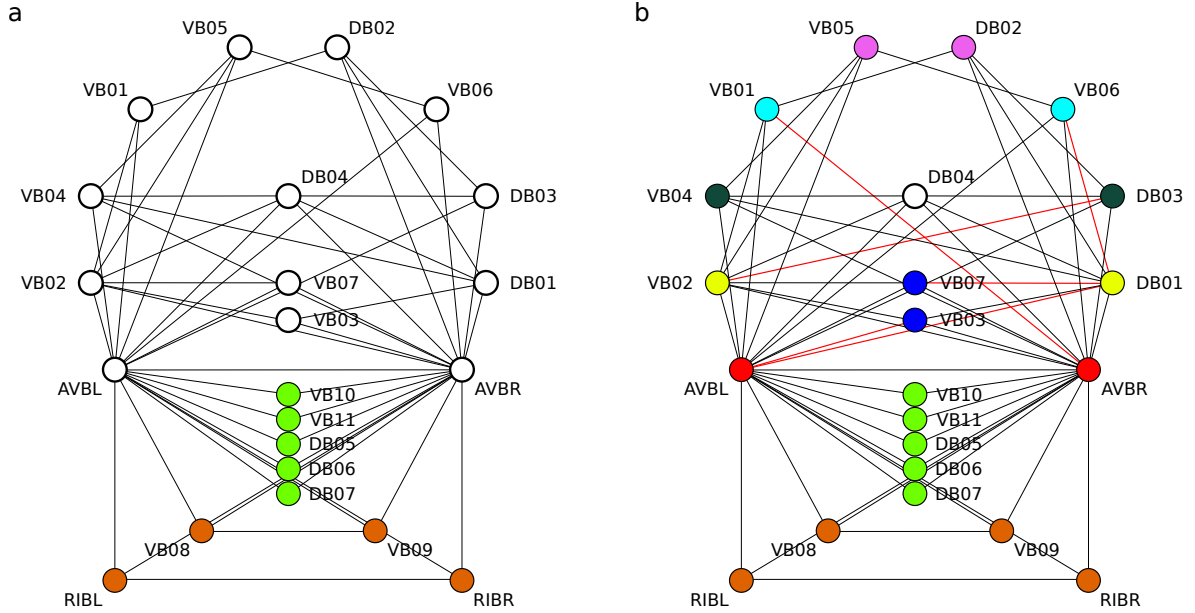 a
VB05
DB02
VB01
VB06
VB04
DB04
DB03
VB02
VB07
DB01
VB03
AVBL
AVBR
VB10
VB11
DB05
DB06
DB07
VB08
VB09
RIBL
RIBR
b
VB05
DB02
VB01
VB06
VB04
DB04
DB03
VB02
VB07
DB01
VB03
AVBL
AVBR
VB10
VB11
DB05
DB06
DB07
VB08
VB09
RIBL
RIBR